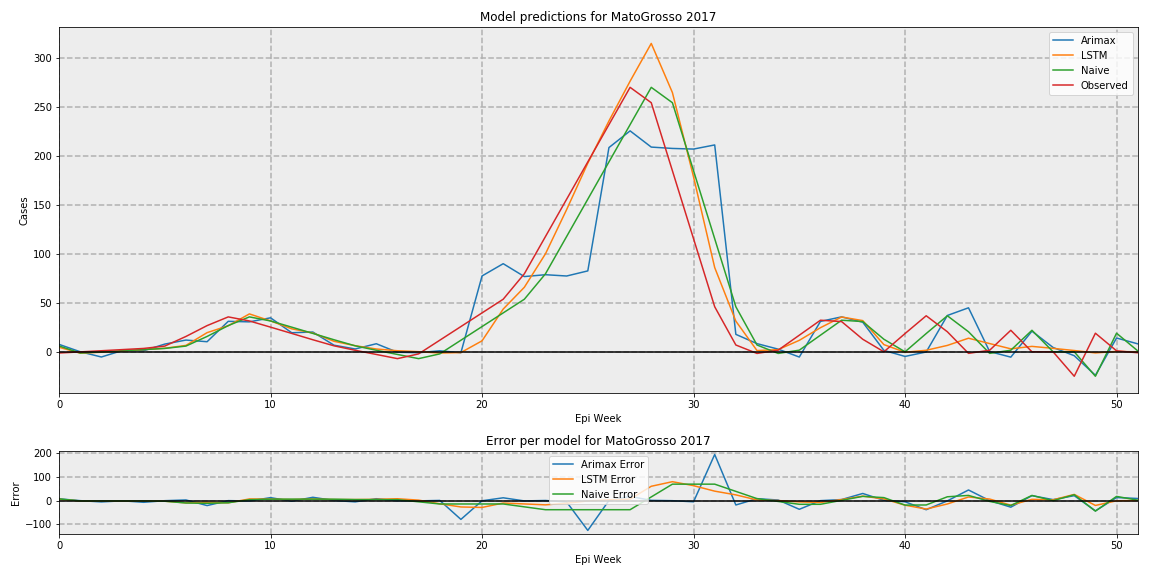 Model predictions for MatoGrosso 2017
Arimax
LSTM
Naive
Observed
300
250
200
150
100
50
0
Cases
0 10 20 30 40 50
Epi Week
Error per model for MatoGrosso 2017
Arimax Error
LSTM Error
Naive Error
200
100
0
−100
Error
0 10 20 30 40 50
Epi Week